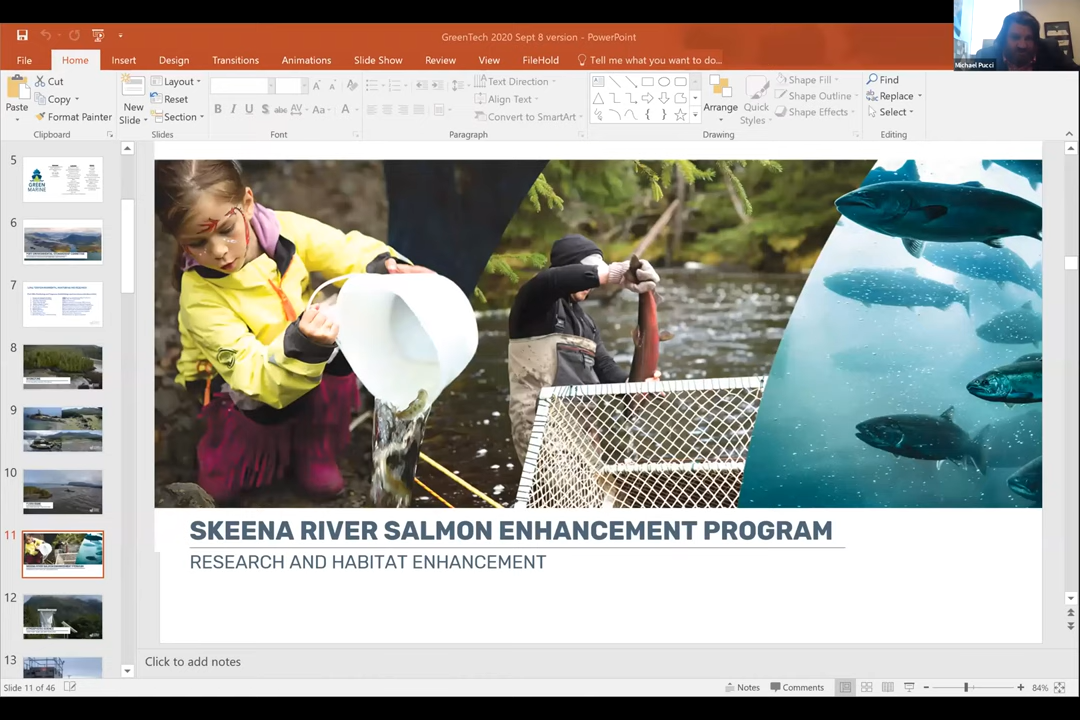 GreenTech 2020 Sept 8 version - PowerPoint
Michael Pucci
File Home Insert Design Transitions Animations Slide Show Review View FileHold Tell me what you want to do...
Paste
Cut
Copy
Format Painter
Clipboard
New Slide
Layout
Reset
Section
Slides
B I U S abc AV Aa A
Font
Text Direction
Align Text
Convert to SmartArt
Paragraph
Arrange
Quick Styles
Shape Fill
Shape Outline
Shape Effects
Drawing
Find
Replace
Select
Editing
5
GREEN
MARINE
6
7
8
9
10
11
12
13
SKEENA RIVER SALMON ENHANCEMENT PROGRAM
RESEARCH AND HABITAT ENHANCEMENT
Click to add notes
Slide 11 of 46
Notes
Comments
84%